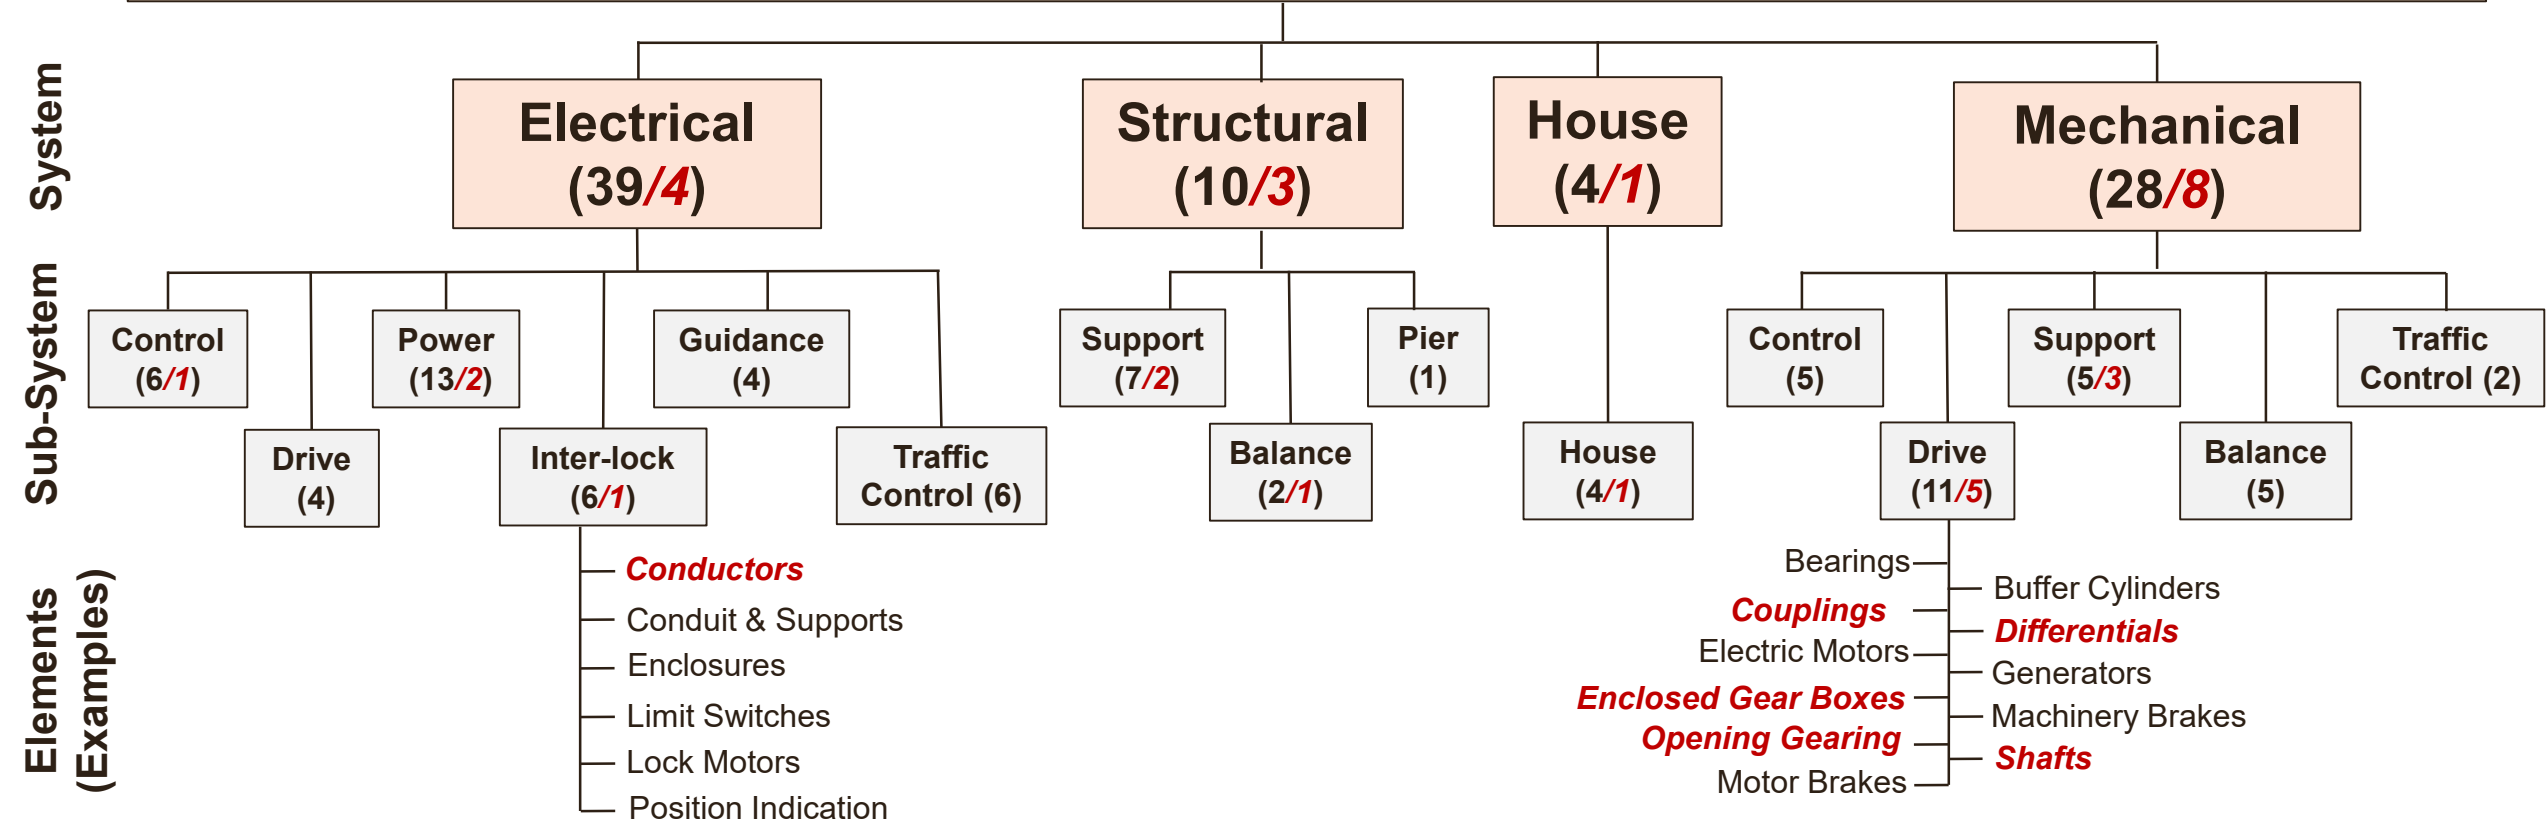 System
Electrical
(39/4)
Structural
(10/3)
House
(4/1)
Mechanical
(28/8)
Sub-System
Control
(6/1)
Drive
(4)
Power
(13/2)
Inter-lock
(6/1)
Guidance
(4)
Traffic
Control (6)
Support
(7/2)
Balance
(2/1)
Pier
(1)
House
(4/1)
Control
(5)
Drive
(11/5)
Support
(5/3)
Balance
(5)
Traffic
Control (2)
Elements
(Examples)
Conductors
Conduit & Supports
Enclosures
Limit Switches
Lock Motors
Position Indication
Bearings
Buffer Cylinders
Couplings
Differentials
Electric Motors
Generators
Enclosed Gear Boxes
Machinery Brakes
Opening Gearing
Shafts
Motor Brakes